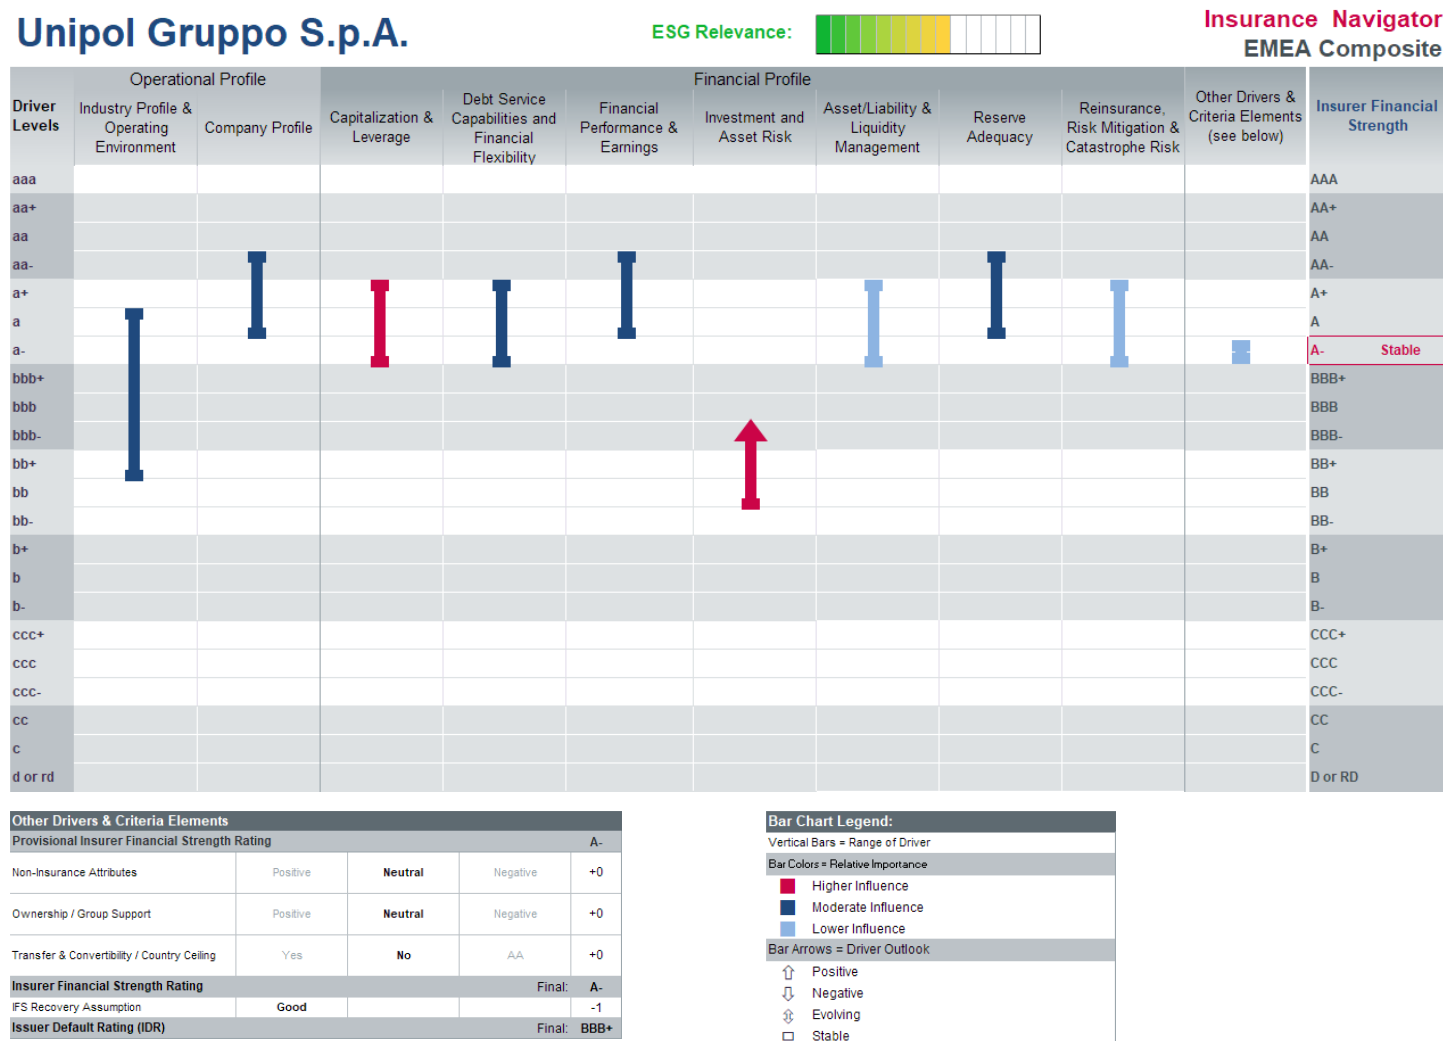 Unipol Gruppo S.p.A.
ESG Relevance:
Insurance Navigator
EMEA Composite
Operational Profile
Financial Profile
Driver
Levels
Industry Profile &
Operating
Environment
Company Profile
Capitalization &
Leverage
Debt Service
Capabilities and
Financial
Flexibility
Financial
Performance &
Earnings
Investment and
Asset Risk
Asset/Liability &
Liquidity
Management
Reserve
Adequacy
Reinsurance,
Risk Mitigation &
Catastrophe Risk
Other Drivers &
Criteria Elements
(see below)
Insurer Financial
Strength
aaa AAA
aa+ AA+
aa AA
aa- AA-
a+ A+
a A
a- A- Stable
bbb+ BBB+
bbb BBB
bbb- BBB-
bb+ BB+
bb BB
bb- BB-
b+ B+
b B
b- B-
ccc+ CCC+
ccc CCC
ccc- CCC-
cc CC
c C
d or rd D or RD
Other Drivers & Criteria Elements
Provisional Insurer Financial Strength Rating A-
Non-Insurance Attributes Positive Neutral Negative +0
Ownership / Group Support Positive Neutral Negative +0
Transfer & Convertibility / Country Ceiling Yes No AA +0
Insurer Financial Strength Rating Final: A-
IFS Recovery Assumption Good -1
Issuer Default Rating (IDR) Final: BBB+
Bar Chart Legend:
Vertical Bars = Range of Driver
Bar Colors = Relative Importance
Higher Influence
Moderate Influence
Lower Influence
Bar Arrows = Driver Outlook
Positive
Negative
Evolving
Stable